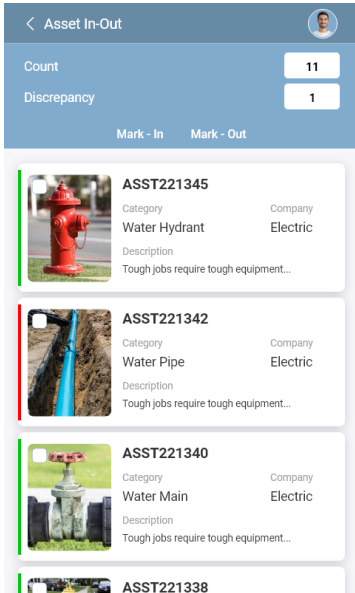 Asset In-Out
Count 11
Discrepancy 1
Mark - In Mark - Out
ASST221345
Category Company
Water Hydrant Electric
Description
Tough jobs require tough equipment...
ASST221342
Category Company
Water Pipe Electric
Description
Tough jobs require tough equipment...
ASST221340
Category Company
Water Main Electric
Description
Tough jobs require tough equipment...
ASST221338